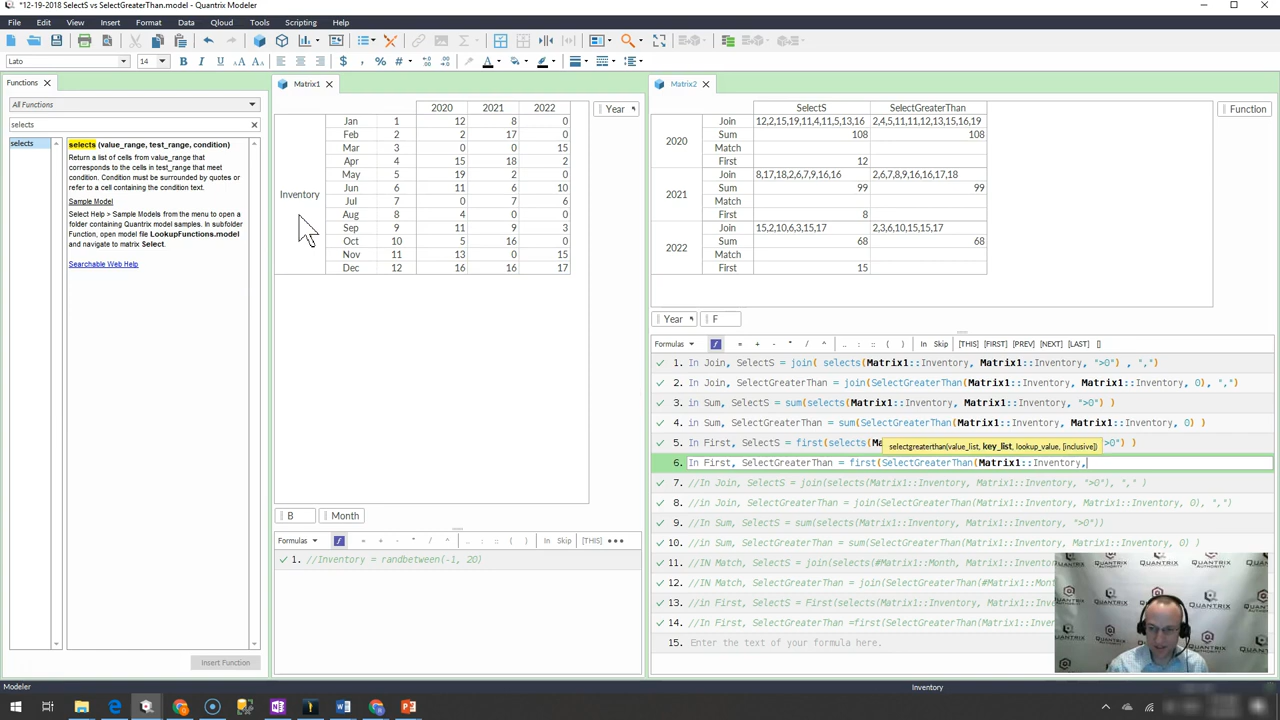 *12-19-2018 SelectS vs SelectGreaterThan.model - Quantrix Modeler
File Edit View Insert Format Data Qloud Tools Scripting Help
Lato 14
Functions
All Functions
selects
selects
selects (value_range, test_range, condition)
Return a list of cells from value_range that
corresponds to the cells in test_range that meet
condition. Condition must be surrounded by quotes or
refer to a cell containing the condition text.
Sample Model
Select Help > Sample Models from the menu to open a
folder containing Quantrix model samples. In subfolder
Function, open model file LookupFunctions.model
and navigate to matrix Select.
Searchable Web Help
Insert Function
Matrix1
2020 2021 2022 Year
Inventory
Jan 1 12 8 0
Feb 2 2 17 0
Mar 3 0 0 15
Apr 4 15 18 2
May 5 19 2 0
Jun 6 11 6 10
Jul 7 0 7 6
Aug 8 4 0 0
Sep 9 11 9 3
Oct 10 5 16 0
Nov 11 13 0 15
Dec 12 16 16 17
B Month
Formulas = + - * / ^ In Skip [THIS]
1. //Inventory = randbetween(-1, 20)
Matrix2
SelectS SelectGreaterThan Function
2020
Join 12,2,15,19,11,4,11,5,13,16 2,4,5,11,11,12,13,15,16,19
Sum 108 108
Match
First 12
2021
Join 8,17,18,2,6,7,9,16,16 2,6,7,8,9,16,16,17,18
Sum 99 99
Match
First 8
2022
Join 15,2,10,6,3,15,17 2,3,6,10,15,15,17
Sum 68 68
Match
First 15
Year F
Formulas = + - * / ^ .. : :: ( ) In Skip [THIS] [FIRST] [PREV] [NEXT] [LAST] []
1. In Join, SelectS = join( selects(Matrix1::Inventory, Matrix1::Inventory, ">0") , ",")
2. In Join, SelectGreaterThan = join(SelectGreaterThan(Matrix1::Inventory, Matrix1::Inventory, 0), ",")
3. in Sum, SelectS = sum(selects(Matrix1::Inventory, Matrix1::Inventory, ">0") )
4. in Sum, SelectGreaterThan = sum(SelectGreaterThan(Matrix1::Inventory, Matrix1::Inventory, 0) )
5. In First, SelectS = first(selects(Ma >0") )
selectgreaterthan(value_list, key_list, lookup_value, [inclusive])
6. In First, SelectGreaterThan = first(SelectGreaterThan(Matrix1::Inventory,
7. //In Join, SelectS = join(selects(Matrix1::Inventory, Matrix1::Inventory, ">0"), "," )
8. //In Join, SelectGreaterThan = join(SelectGreaterThan(Matrix1::Inventory, Matrix1::Inventory, 0), ",")
9. //in Sum, SelectS = sum(selects(Matrix1::Inventory, Matrix1::Inventory, ">0"))
10. //in Sum, SelectGreaterThan = sum(SelectGreaterThan(Matrix1::Inventory, Matrix1::Inventory, 0) )
11. //IN Match, SelectS = join(selects(#Matrix1::Month, Matrix1::Inven
12. //IN Match, SelectGreaterThan = join(SelectGreaterThan(#Matrix1::Mont
13. //in First, SelectS = First(selects(Matrix1::Inventory, Matrix1::Inve
14. //In First, SelectGreaterThan =first(SelectGreaterThan(Matrix1::Inven
15. Enter the text of your formula here.
QUANTRIX
AUTHORITY
Modeler Inventory